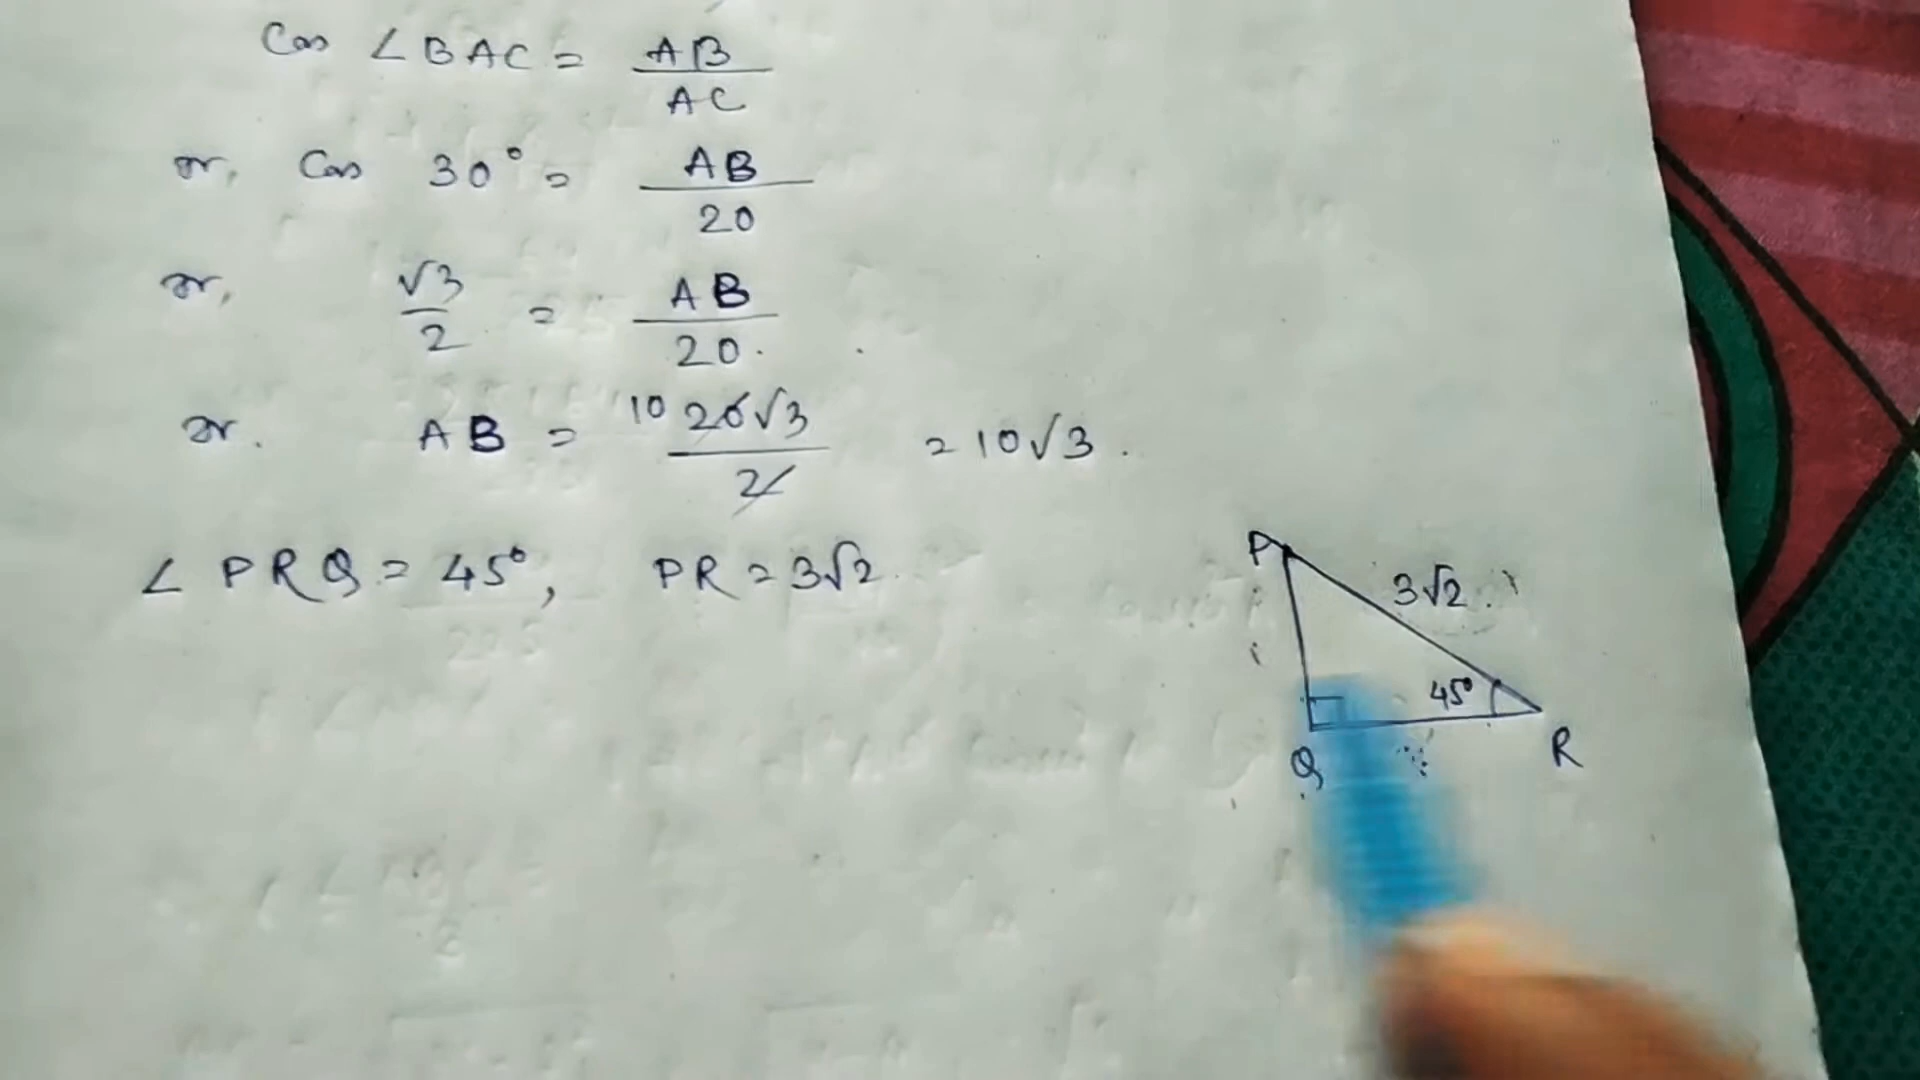 Cos ∠BAC = AB/AC
or, Cos 30° = AB/20
or, √3/2 = AB/20.
or. AB = 10 20√3/2 = 10√3.
∠PRQ = 45°, PR = 3√2.
P
3√2.
45°
Q
R